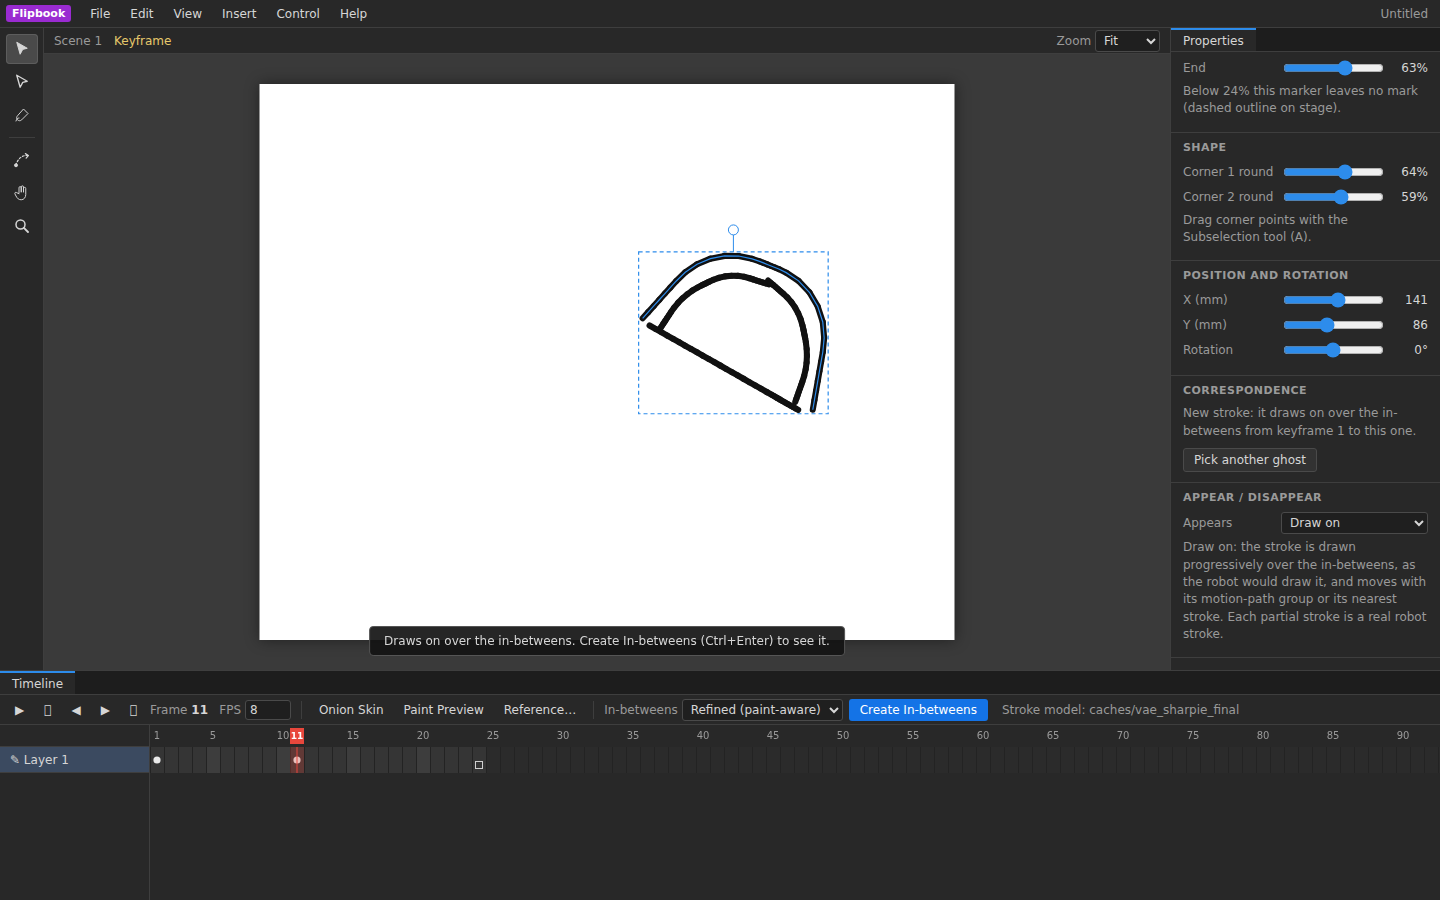 Flipbook File Edit View Insert Control Help Untitled
Scene 1 Keyframe Zoom Fit
Properties
End 63%
Below 24% this marker leaves no mark
(dashed outline on stage).
SHAPE
Corner 1 round 64%
Corner 2 round 59%
Drag corner points with the
Subselection tool (A).
POSITION AND ROTATION
X (mm) 141
Y (mm) 86
Rotation 0°
CORRESPONDENCE
New stroke: it draws on over the in-
betweens from keyframe 1 to this one.
Pick another ghost
APPEAR / DISAPPEAR
Appears Draw on
Draw on: the stroke is drawn
progressively over the in-betweens, as
the robot would draw it, and moves with
its motion-path group or its nearest
stroke. Each partial stroke is a real robot
stroke.
Draws on over the in-betweens. Create In-betweens (Ctrl+Enter) to see it.
Timeline
Frame 11 FPS 8 Onion Skin Paint Preview Reference... In-betweens Refined (paint-aware) Create In-betweens Stroke model: caches/vae_sharpie_final
1 5 10 11 15 20 25 30 35 40 45 50 55 60 65 70 75 80 85 90
Layer 1